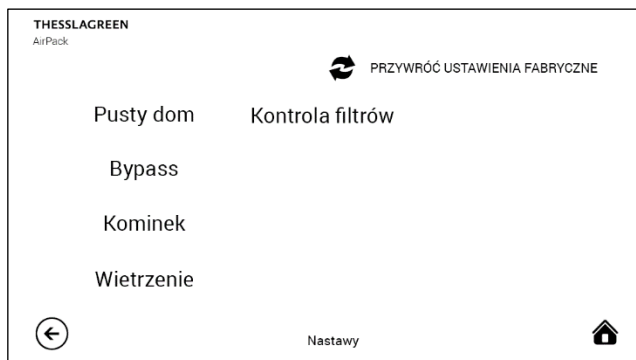 THESSLAGREEN
AirPack
PRZYWRÓĆ USTAWIENIA FABRYCZNE
Pusty dom
Kontrola filtrów
Bypass
Kominek
Wietrzenie
Nastawy